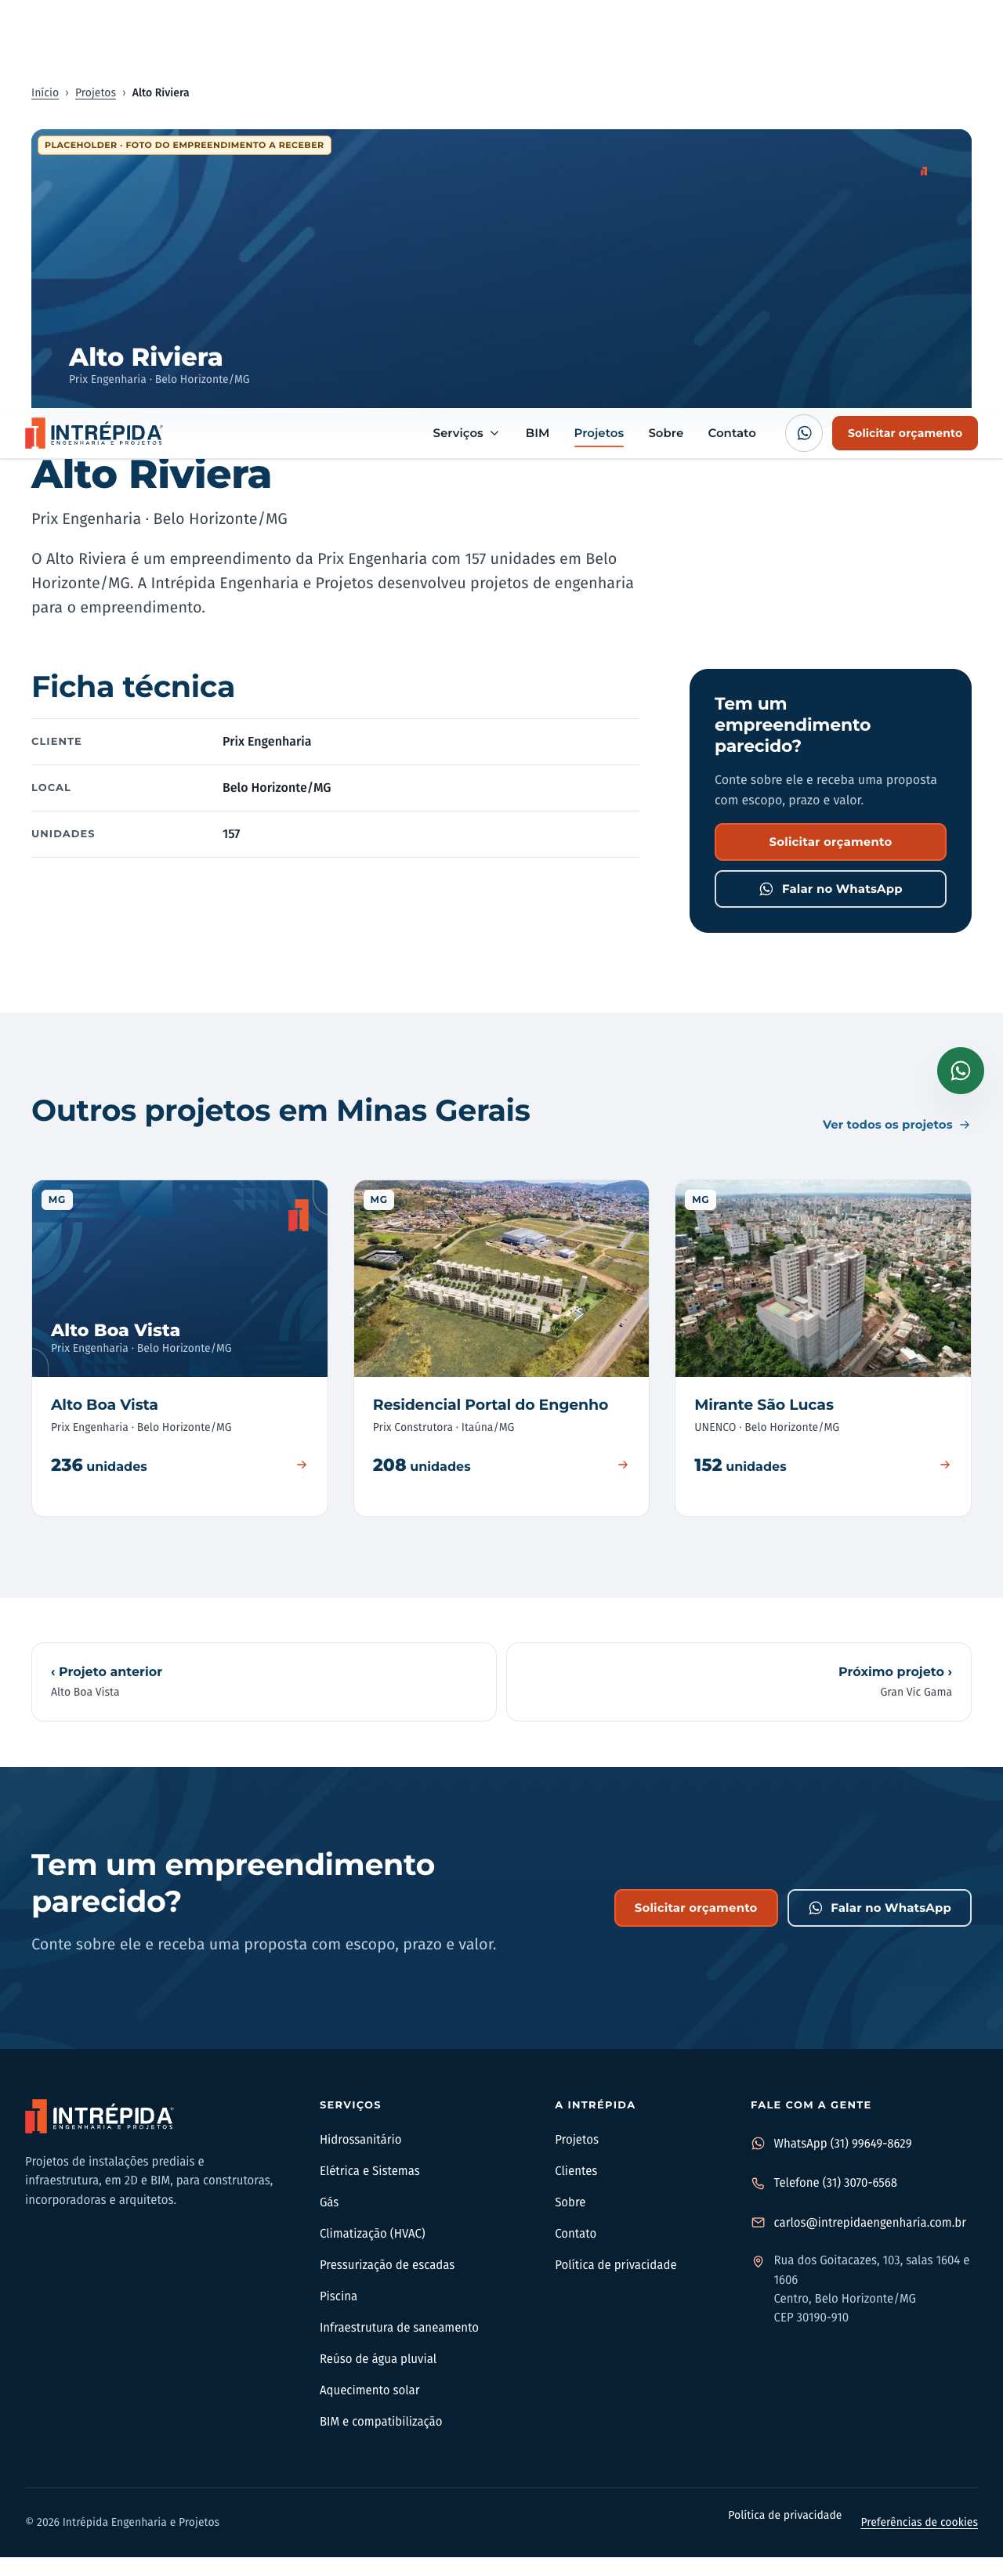 Início › Projetos › Alto Riviera
PLACEHOLDER · FOTO DO EMPREENDIMENTO A RECEBER
Alto Riviera
Prix Engenharia · Belo Horizonte/MG
INTRÉPIDA
ENGENHARIA E PROJETOS
Serviços BIM Projetos Sobre Contato Solicitar orçamento
Alto Riviera
Prix Engenharia · Belo Horizonte/MG
O Alto Riviera é um empreendimento da Prix Engenharia com 157 unidades em Belo
Horizonte/MG. A Intrépida Engenharia e Projetos desenvolveu projetos de engenharia
para o empreendimento.
Ficha técnica
CLIENTE Prix Engenharia
LOCAL Belo Horizonte/MG
UNIDADES 157
Tem um
empreendimento
parecido?
Conte sobre ele e receba uma proposta
com escopo, prazo e valor.
Solicitar orçamento
Falar no WhatsApp
Outros projetos em Minas Gerais
Ver todos os projetos →
MG
Alto Boa Vista
Prix Engenharia · Belo Horizonte/MG
Alto Boa Vista
Prix Engenharia · Belo Horizonte/MG
236 unidades →
MG
Residencial Portal do Engenho
Prix Construtora · Itaúna/MG
208 unidades →
MG
Mirante São Lucas
UNENCO · Belo Horizonte/MG
152 unidades →
‹ Projeto anterior
Alto Boa Vista
Próximo projeto ›
Gran Vic Gama
Tem um empreendimento
parecido?
Conte sobre ele e receba uma proposta com escopo, prazo e valor.
Solicitar orçamento
Falar no WhatsApp
INTRÉPIDA
ENGENHARIA E PROJETOS
Projetos de instalações prediais e
infraestrutura, em 2D e BIM, para construtoras,
incorporadoras e arquitetos.
SERVIÇOS
Hidrossanitário
Elétrica e Sistemas
Gás
Climatização (HVAC)
Pressurização de escadas
Piscina
Infraestrutura de saneamento
Reúso de água pluvial
Aquecimento solar
BIM e compatibilização
A INTRÉPIDA
Projetos
Clientes
Sobre
Contato
Política de privacidade
FALE COM A GENTE
WhatsApp (31) 99649-8629
Telefone (31) 3070-6568
carlos@intrepidaengenharia.com.br
Rua dos Goitacazes, 103, salas 1604 e
1606
Centro, Belo Horizonte/MG
CEP 30190-910
© 2026 Intrépida Engenharia e Projetos
Política de privacidade
Preferências de cookies